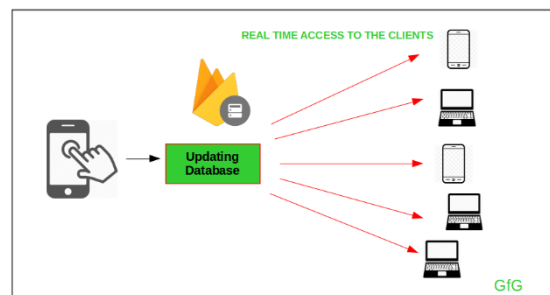 REAL TIME ACCESS TO THE CLIENTS
Updating
Database
GfG